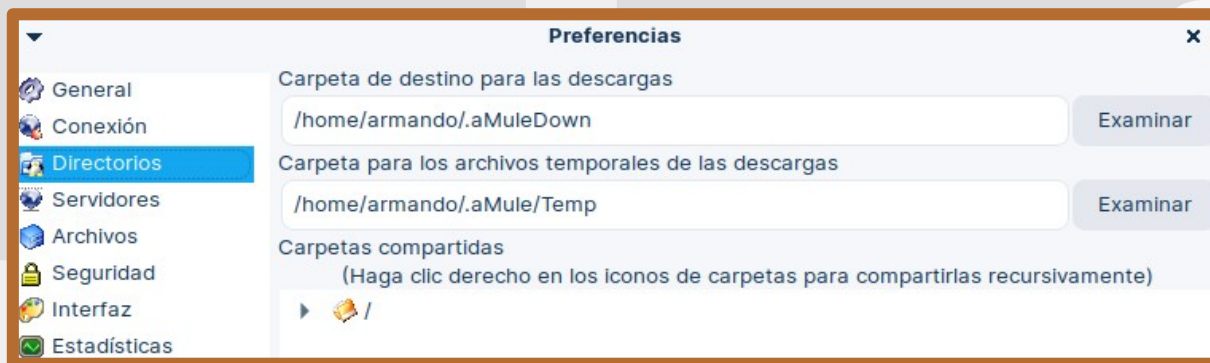 Preferencias
General
Conexión
Directorios
Servidores
Archivos
Seguridad
Interfaz
Estadísticas
Carpeta de destino para las descargas
/home/armando/.aMuleDown Examinar
Carpeta para los archivos temporales de las descargas
/home/armando/.aMule/Temp Examinar
Carpetas compartidas
(Haga clic derecho en los iconos de carpetas para compartirlas recursivamente)
/